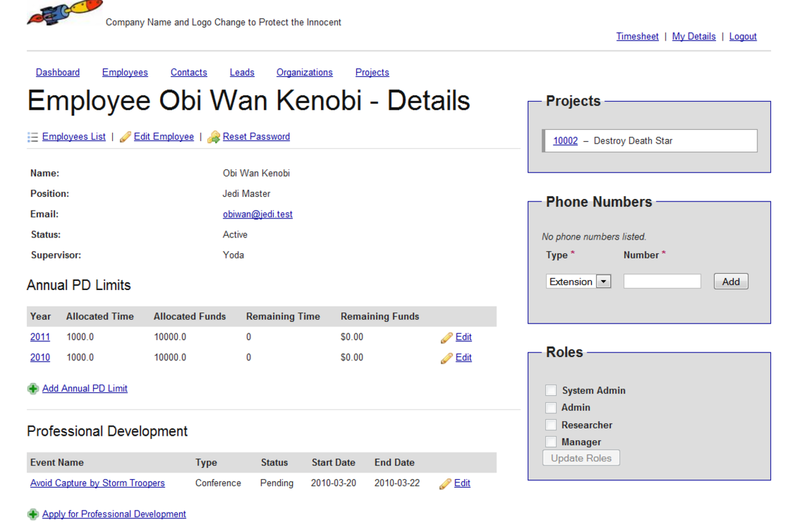 Company Name and Logo Change to Protect the Innocent
Timesheet | My Details | Logout
Dashboard Employees Contacts Leads Organizations Projects
Employee Obi Wan Kenobi - Details
Employees List | Edit Employee | Reset Password
Name: Obi Wan Kenobi
Position: Jedi Master
Email: obiwan@jedi.test
Status: Active
Supervisor: Yoda
Annual PD Limits
Year Allocated Time Allocated Funds Remaining Time Remaining Funds
2011 1000.0 10000.0 0 $0.00 Edit
2010 1000.0 10000.0 0 $0.00 Edit
Add Annual PD Limit
Professional Development
Event Name Type Status Start Date End Date
Avoid Capture by Storm Troopers Conference Pending 2010-03-20 2010-03-22 Edit
Apply for Professional Development
Projects
10002 – Destroy Death Star
Phone Numbers
No phone numbers listed.
Type * Number *
Extension Add
Roles
System Admin
Admin
Researcher
Manager
Update Roles